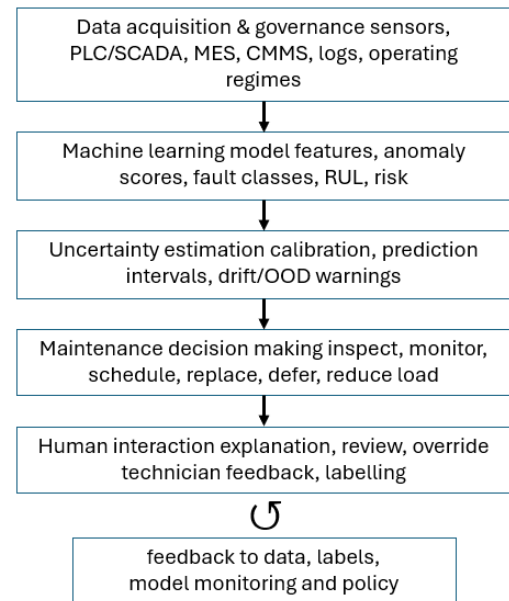 Data acquisition & governance sensors,
PLC/SCADA, MES, CMMS, logs, operating
regimes
Machine learning model features, anomaly
scores, fault classes, RUL, risk
Uncertainty estimation calibration, prediction
intervals, drift/OOD warnings
Maintenance decision making inspect, monitor,
schedule, replace, defer, reduce load
Human interaction explanation, review, override
technician feedback, labelling
feedback to data, labels,
model monitoring and policy